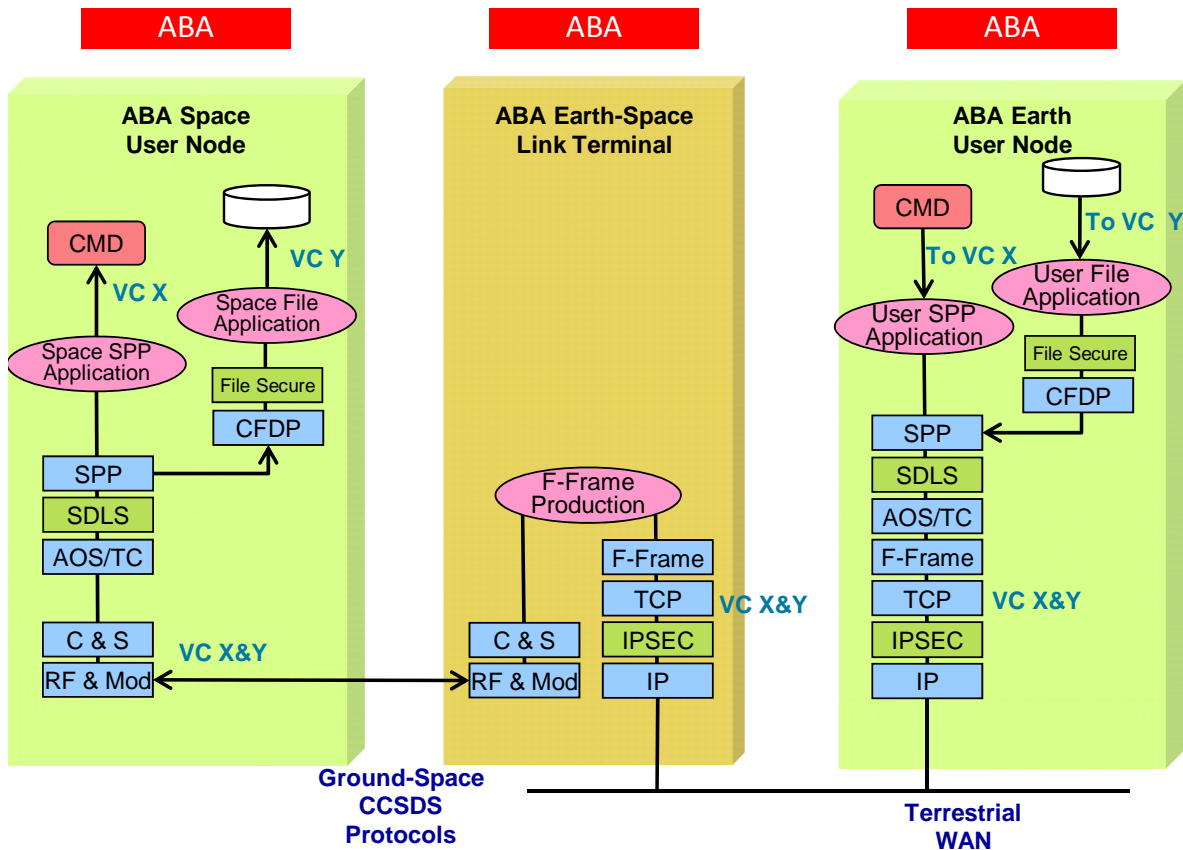 ABA
ABA
ABA
ABA Space
User Node
CMD
VC X
VC Y
Space File
Application
Space SPP
Application
File Secure
CFDP
SPP
SDLS
AOS/TC
C & S
RF & Mod
VC X&Y
ABA Earth-Space
Link Terminal
F-Frame
Production
F-Frame
TCP
VC X&Y
IPSEC
IP
C & S
RF & Mod
ABA Earth
User Node
CMD
To VC X
To VC Y
User File
Application
User SPP
Application
File Secure
CFDP
SPP
SDLS
AOS/TC
F-Frame
TCP
VC X&Y
IPSEC
IP
Ground-Space
CCSDS
Protocols
Terrestrial
WAN